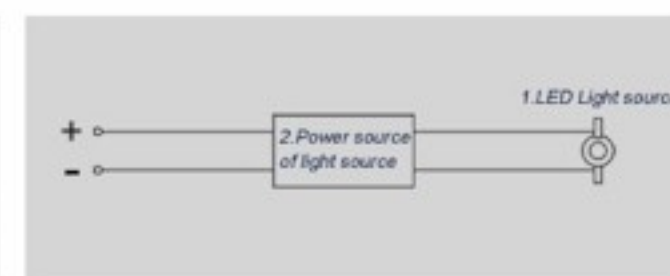 1.LED Light sourc
+
2.Power source
-
of light source